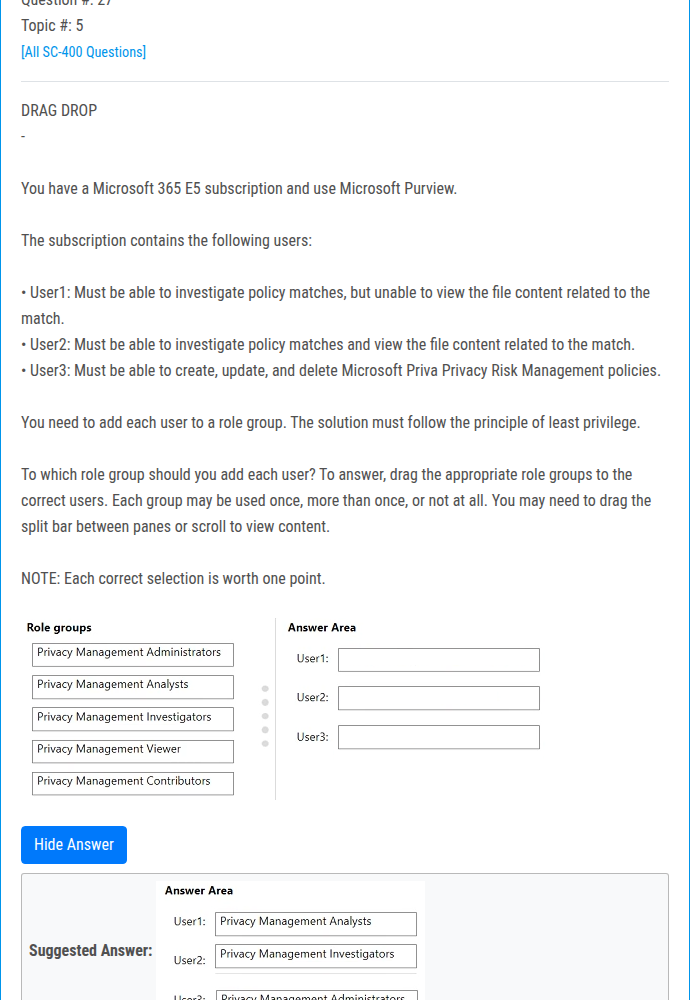 Question #: 27
Topic #: 5
[All SC-400 Questions]
DRAG DROP
-
You have a Microsoft 365 E5 subscription and use Microsoft Purview.
The subscription contains the following users:
• User1: Must be able to investigate policy matches, but unable to view the file content related to the
match.
• User2: Must be able to investigate policy matches and view the file content related to the match.
• User3: Must be able to create, update, and delete Microsoft Priva Privacy Risk Management policies.
You need to add each user to a role group. The solution must follow the principle of least privilege.
To which role group should you add each user? To answer, drag the appropriate role groups to the
correct users. Each group may be used once, more than once, or not at all. You may need to drag the
split bar between panes or scroll to view content.
NOTE: Each correct selection is worth one point.
Role groups
Privacy Management Administrators
Privacy Management Analysts
Privacy Management Investigators
Privacy Management Viewer
Privacy Management Contributors
Answer Area
User1:
User2:
User3:
Hide Answer
Suggested Answer:
Answer Area
User1: Privacy Management Analysts
User2: Privacy Management Investigators
User3: Privacy Management Administrators